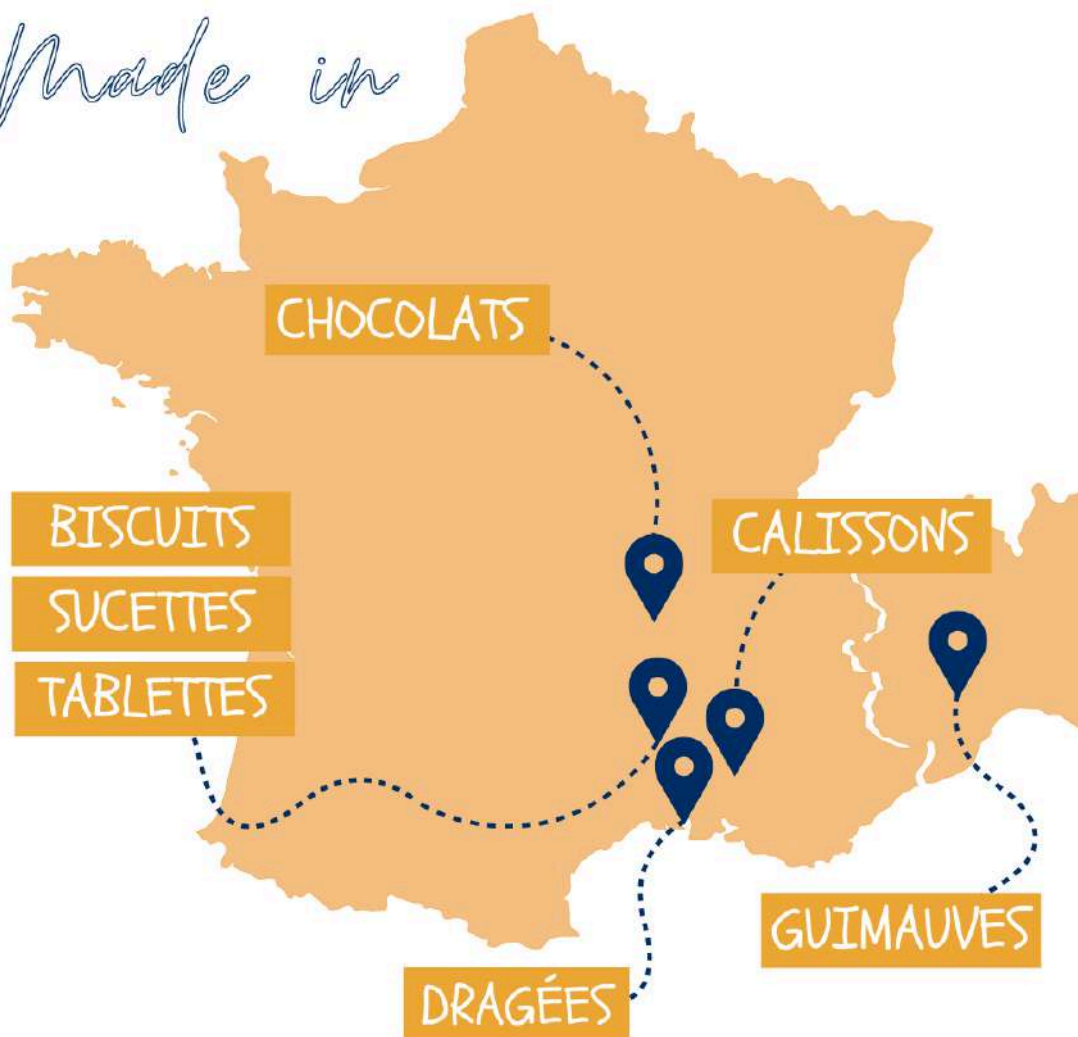 Made in
CHOCOLATS
BISCUITS
CALISSONS
SUCETTES
TABLETTES
GUIMAUVES
DRAGÉES